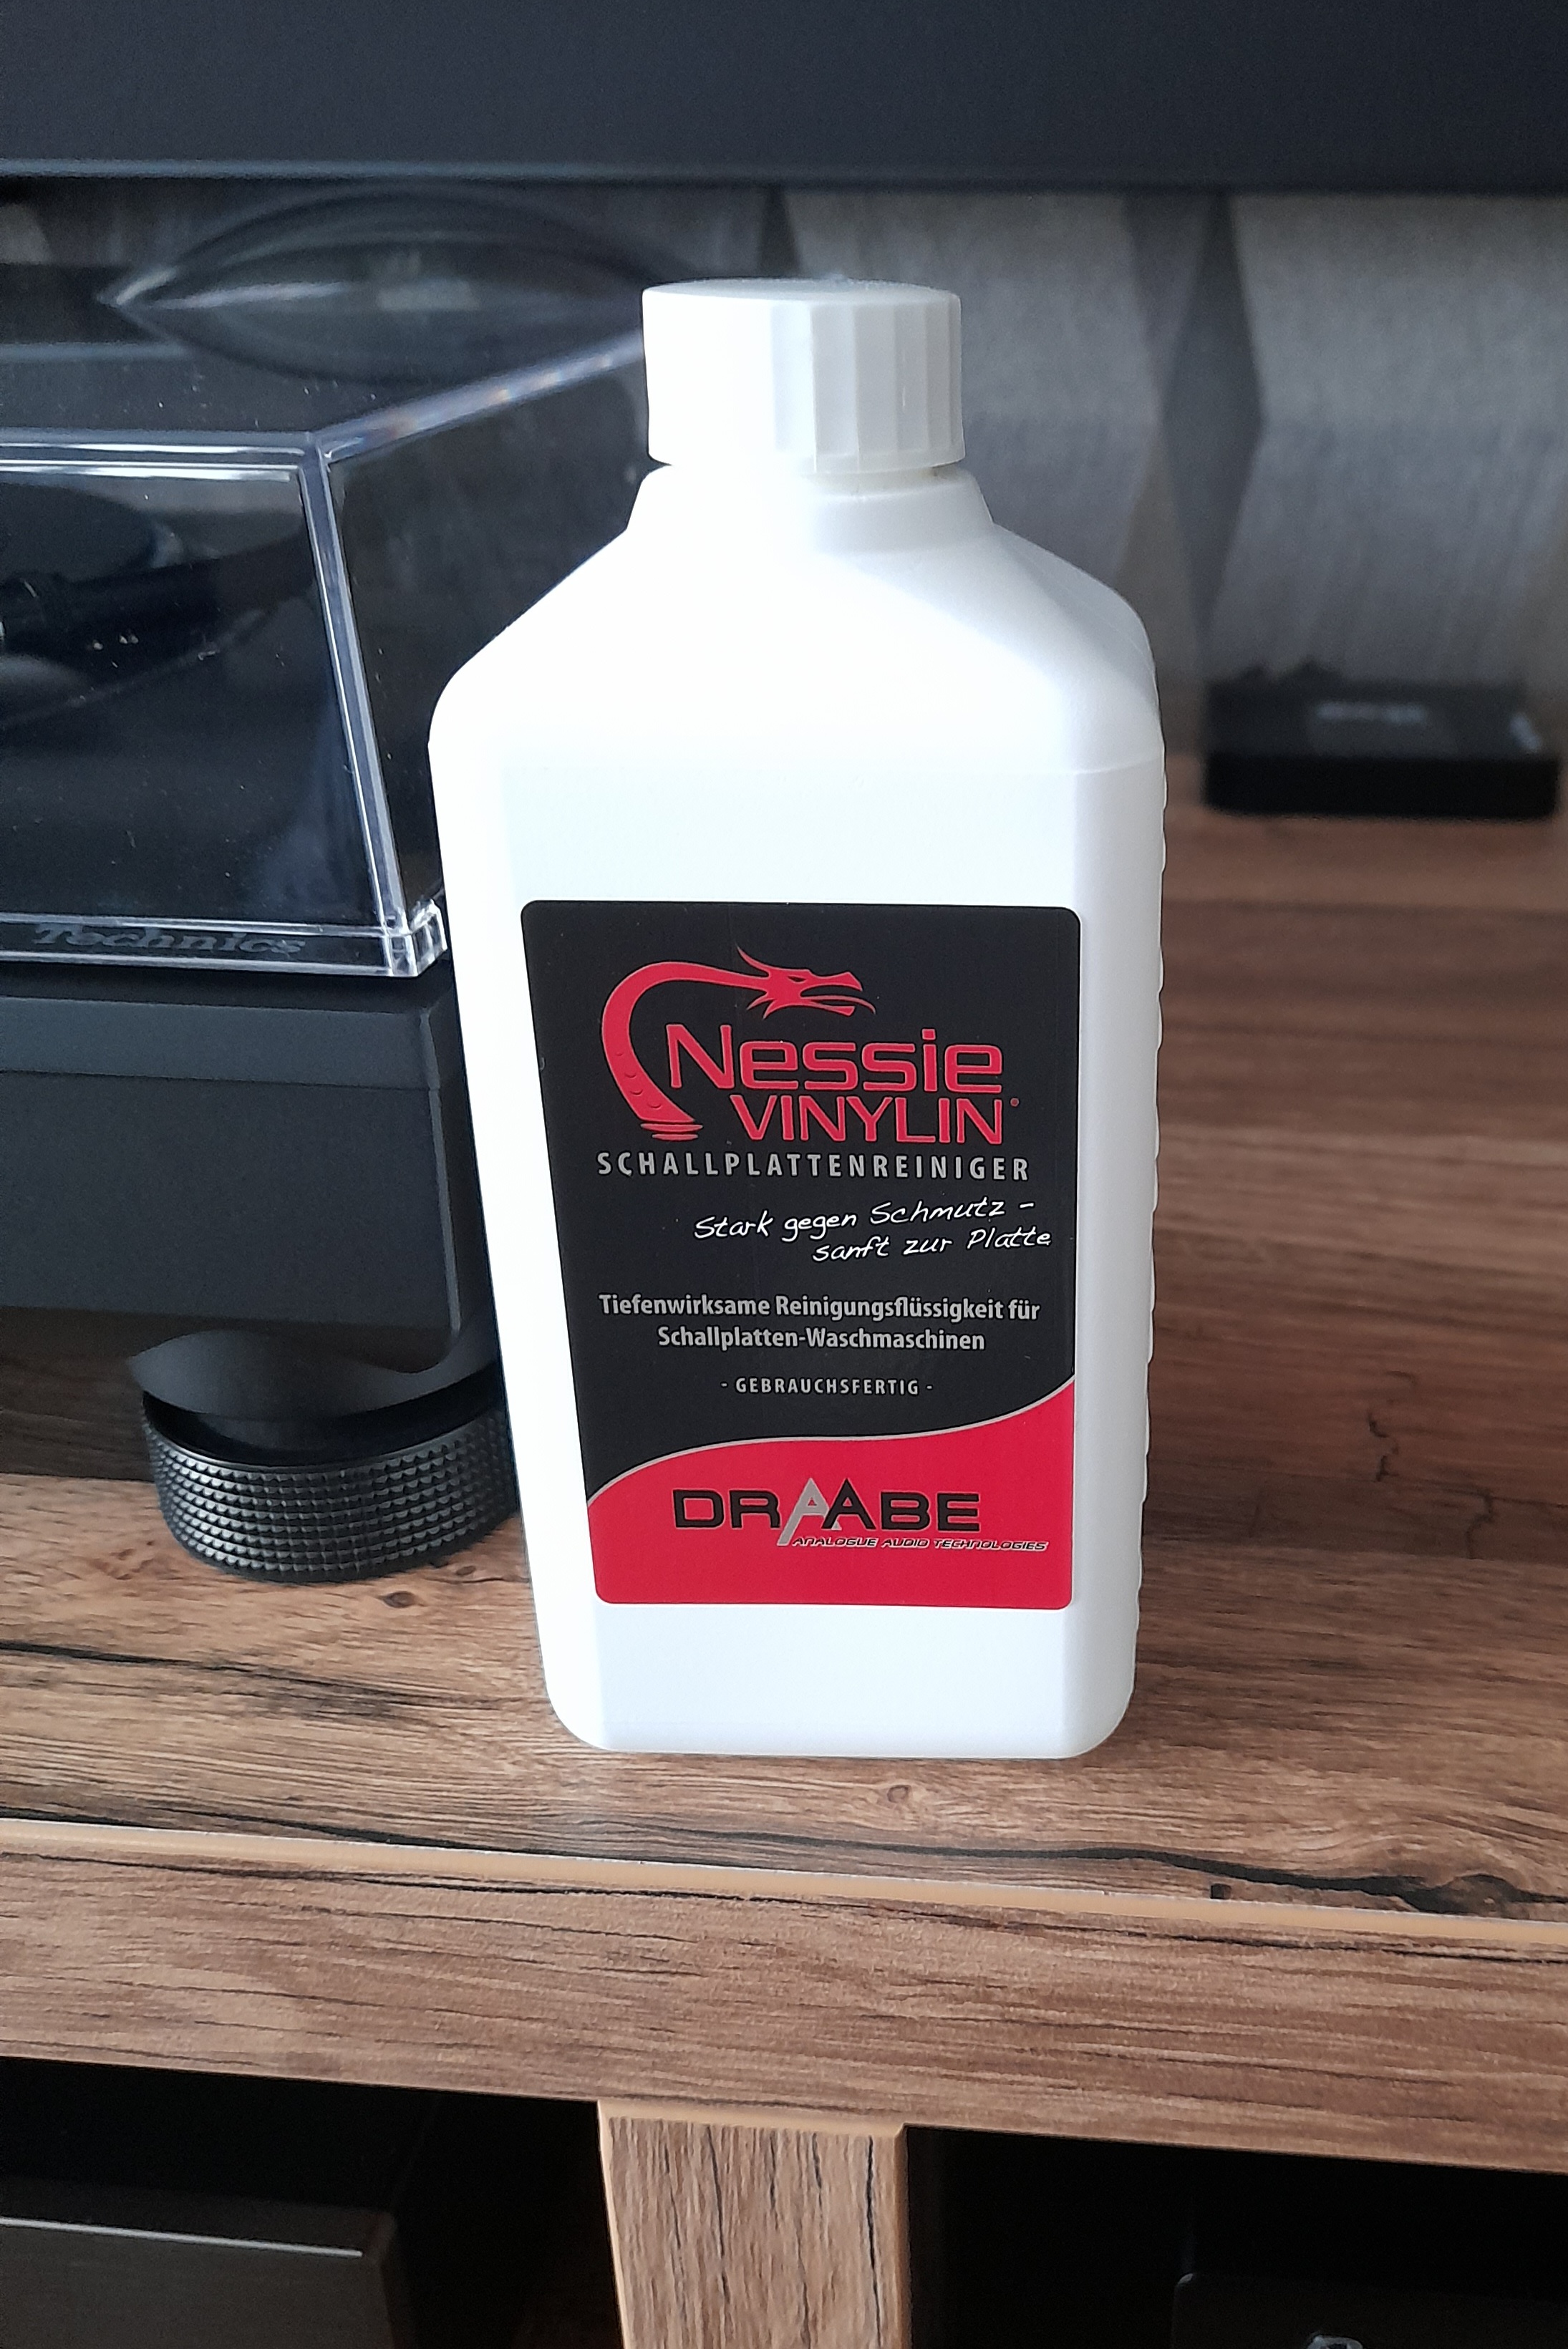 Technics
Nessie
VINYLIN®
SCHALLPLATTENREINIGER
Stark gegen Schmutz -
sanft zur Platte
Tiefenwirksame Reinigungsflüssigkeit für
Schallplatten-Waschmaschinen
- GEBRAUCHSFERTIG -
DRAABE
ANALOGUE AUDIO TECHNOLOGIES